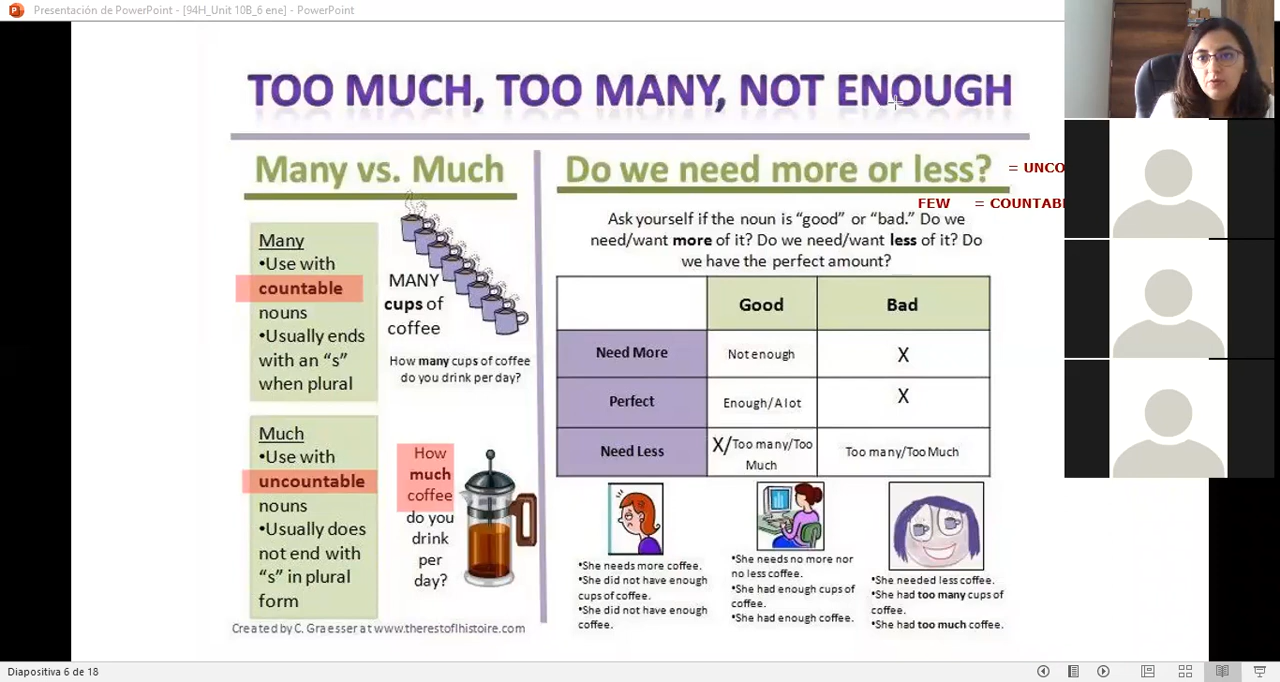 Presentación de PowerPoint - [94H_Unit 10B_6 ene] - PowerPoint
TOO MUCH, TOO MANY, NOT ENOUGH
Many vs. Much
Many
•Use with
countable
nouns
•Usually ends
with an “s”
when plural
MANY
cups of
coffee
How many cups of coffee
do you drink per day?
Much
•Use with
uncountable
nouns
•Usually does
not end with
“s” in plural
form
How
much
coffee
do you
drink
per
day?
Created by C. Graesser at www.therestoflhistoire.com
Do we need more or less?
= UNCO
FEW = COUNTABL
Ask yourself if the noun is “good” or “bad.” Do we
need/want more of it? Do we need/want less of it? Do
we have the perfect amount?
Good Bad
Need More Not enough X
Perfect Enough/A lot X
Need Less X/Too many/Too
Much Too many/Too Much
•She needs more coffee.
•She did not have enough
cups of coffee.
•She did not have enough
coffee.
•She needs no more nor
no less coffee.
•She had enough cups of
coffee.
•She had enough coffee.
•She needed less coffee.
•She had too many cups of
coffee.
•She had too much coffee.
Diapositiva 6 de 18